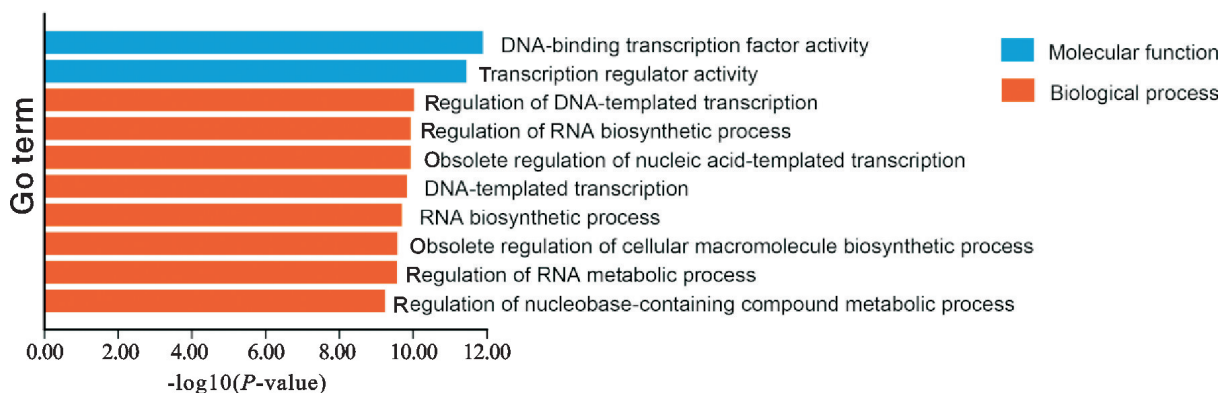 Go term
DNA-binding transcription factor activity
Transcription regulator activity
Regulation of DNA-templated transcription
Regulation of RNA biosynthetic process
Obsolete regulation of nucleic acid-templated transcription
DNA-templated transcription
RNA biosynthetic process
Obsolete regulation of cellular macromolecule biosynthetic process
Regulation of RNA metabolic process
Regulation of nucleobase-containing compound metabolic process
Molecular function
Biological process
0.00 2.00 4.00 6.00 8.00 10.00 12.00
-log10(P-value)